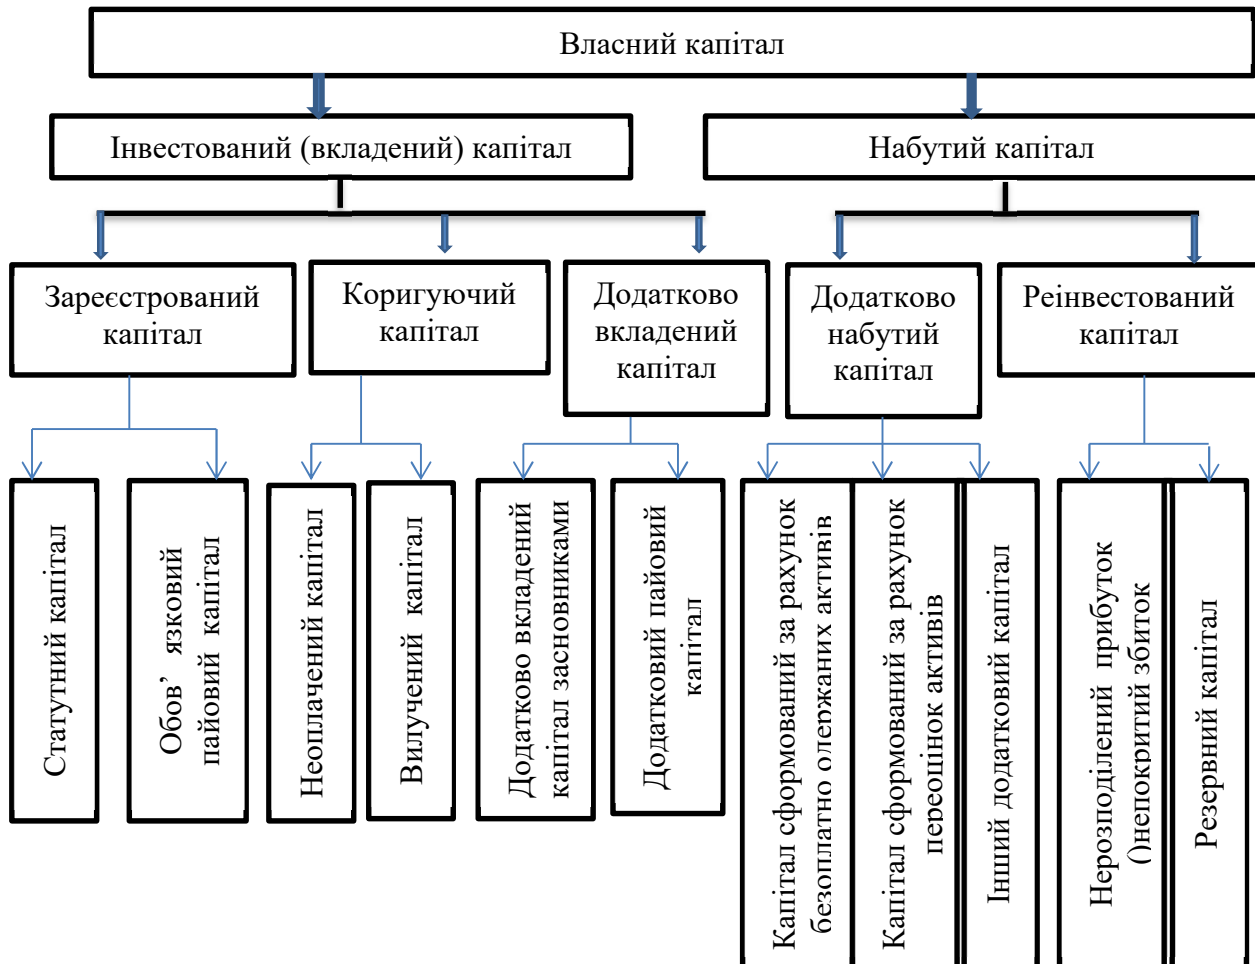 Власний капітал
Інвестований (вкладений) капітал
Набутий капітал
Зареєстрований
капітал
Коригуючий
капітал
Додатково
вкладений
капітал
Додатково
набутий
капітал
Реінвестований
капітал
Статутний капітал
Обов’ язковий
пайовий капітал
Неоплачений капітал
Вилучений капітал
Додатково вкладений
капітал засновниками
Додатковий пайовий
капітал
Капітал сформований за рахунок
безоплатно олержаних активів
Капітал сформований за рахунок
переоцінок активів
Інший додатковий капітал
Нерозподілений прибуток
()непокритий збиток
Резервний капітал